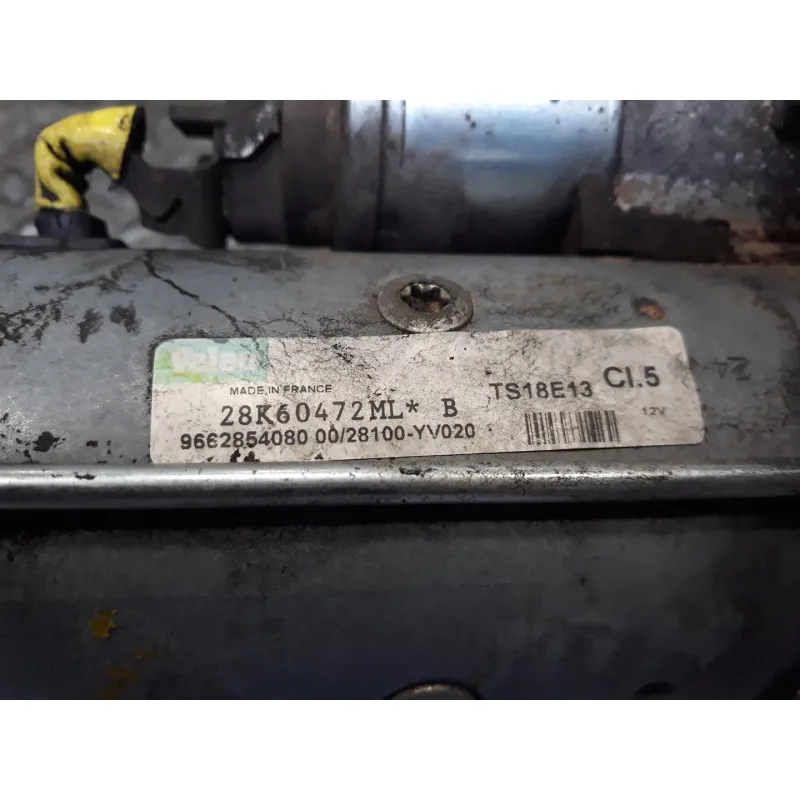 Valeo
MADE IN FRANCE
28K60472ML* B
9662854080 00/28100-YV020
TS18E13 Cl.5
12V